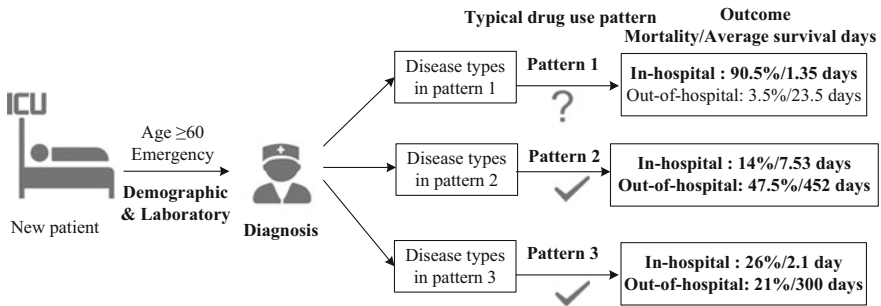 Typical drug use pattern
Outcome
Mortality/Average survival days
ICU
New patient
Age ≥60
Emergency
Demographic
& Laboratory
Diagnosis
Disease types
in pattern 1
Pattern 1
?
In-hospital : 90.5%/1.35 days
Out-of-hospital: 3.5%/23.5 days
Disease types
in pattern 2
Pattern 2
In-hospital : 14%/7.53 days
Out-of-hospital: 47.5%/452 days
Disease types
in pattern 3
Pattern 3
In-hospital : 26%/2.1 day
Out-of-hospital: 21%/300 days